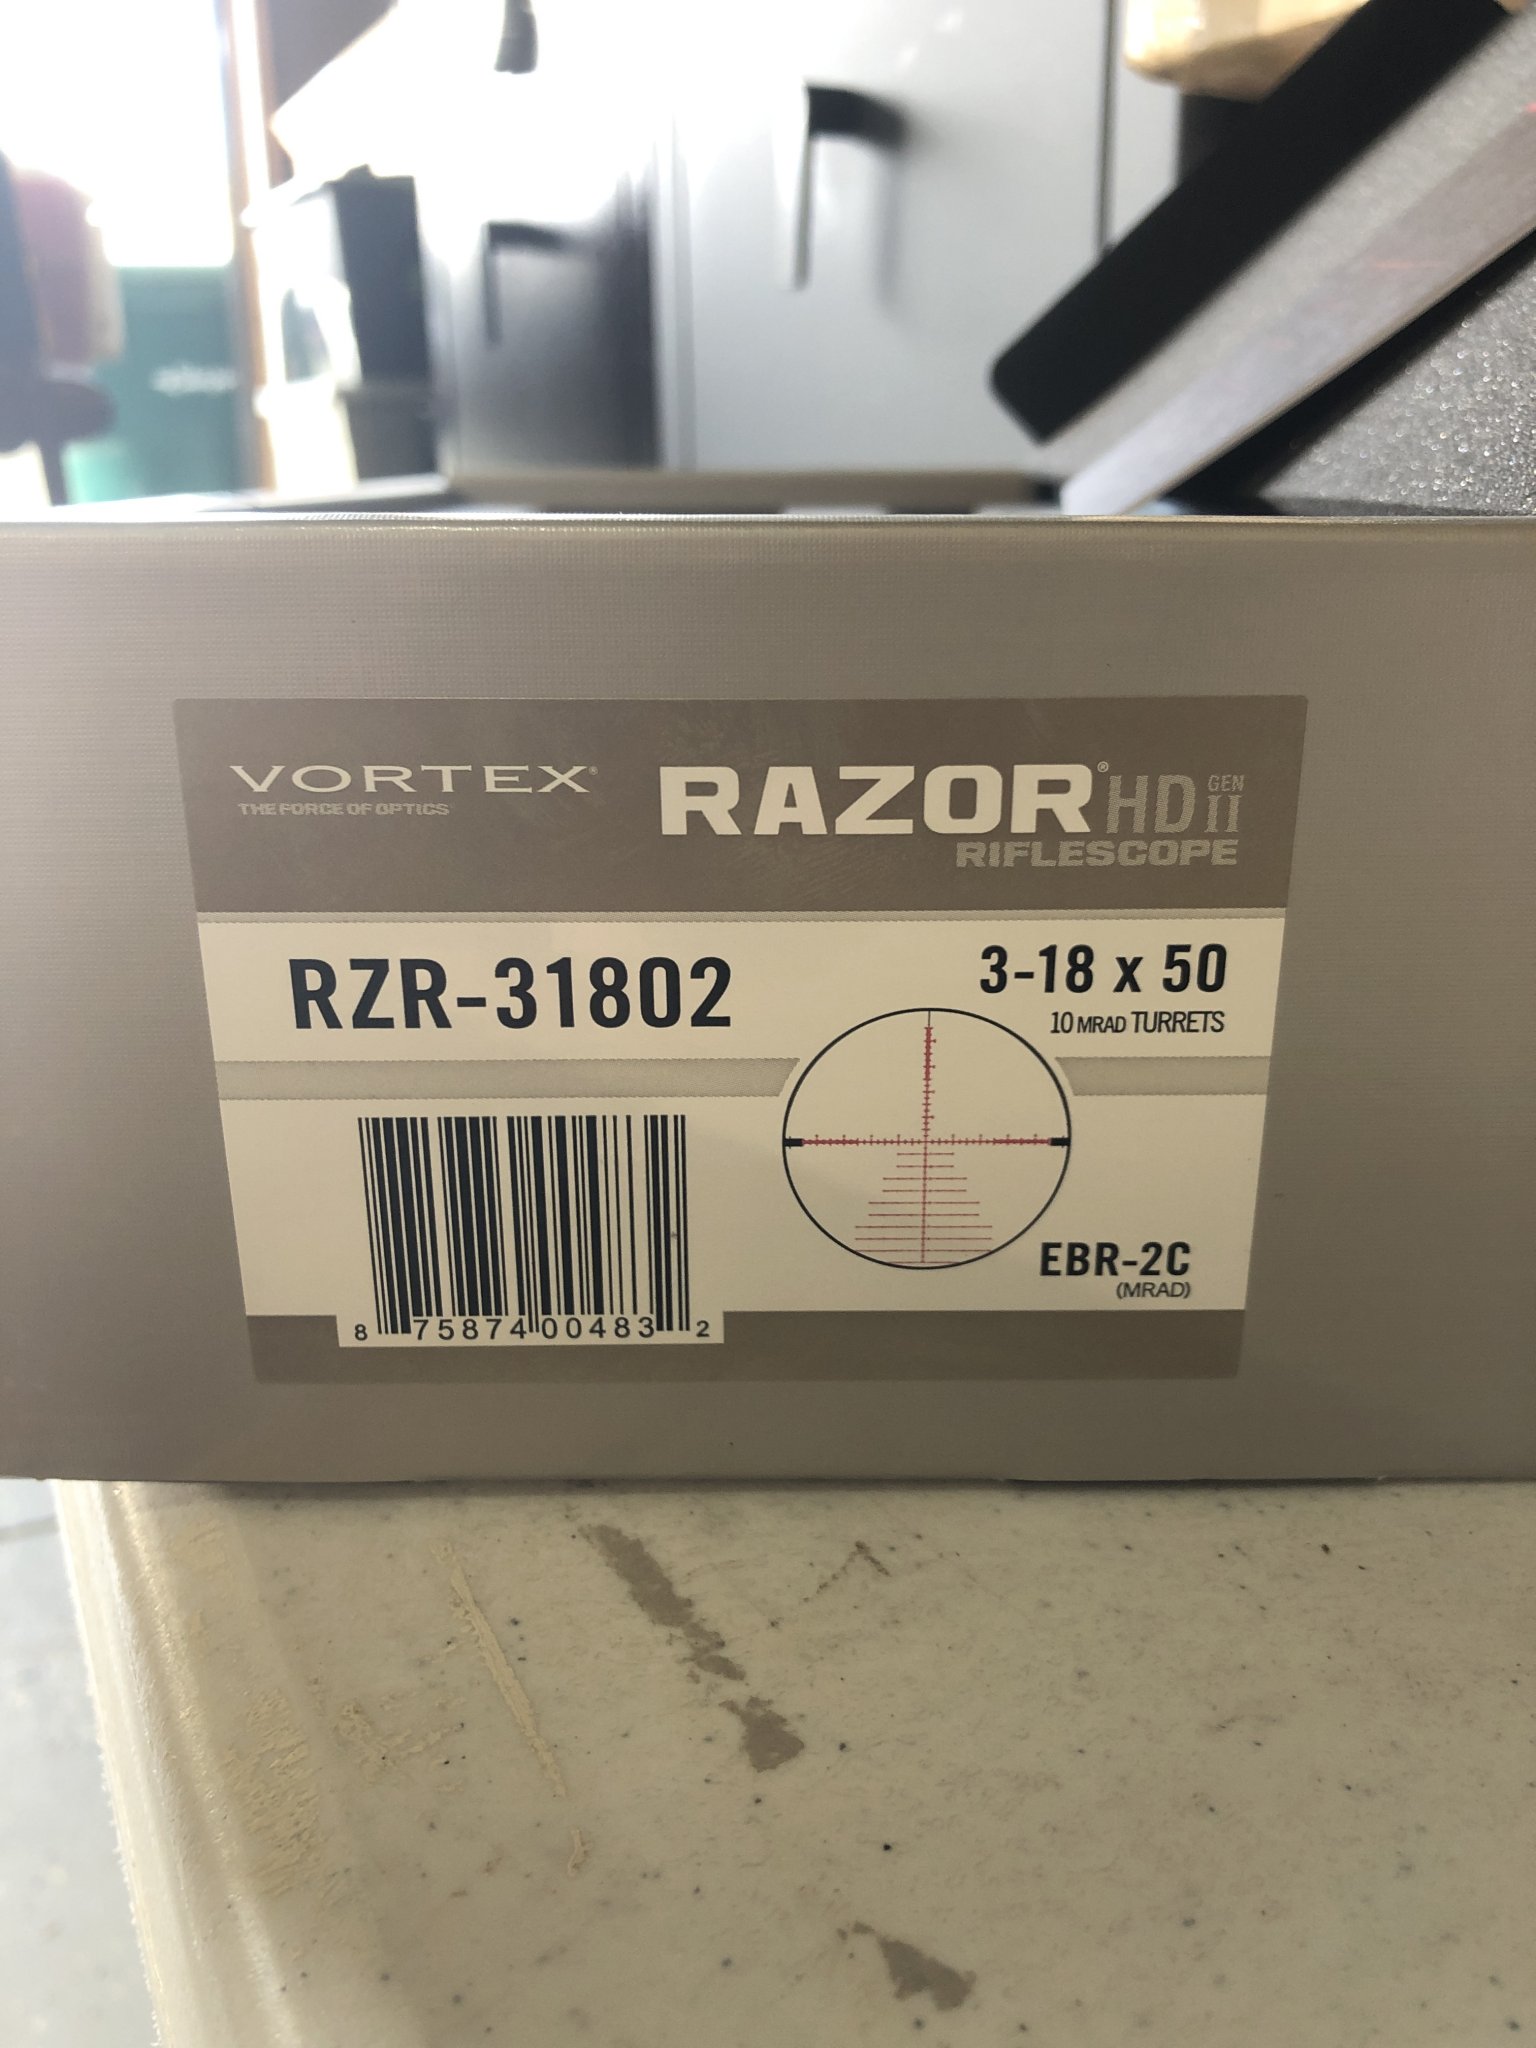 VORTEX®
THE FORCE OF OPTICS
RAZOR® HD GEN II
RIFLESCOPE
RZR-31802
3-18 x 50
10 MRAD TURRETS
EBR-2C
(MRAD)
8 75874 00483 2